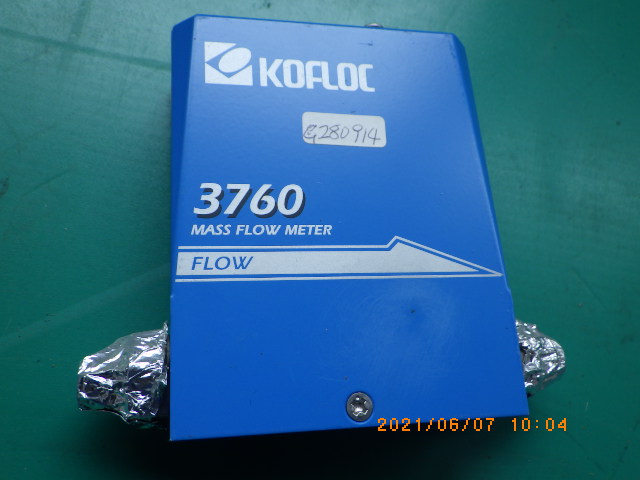 KOFLOC
G280914
3760
MASS FLOW METER
FLOW
2021/06/07 10:04